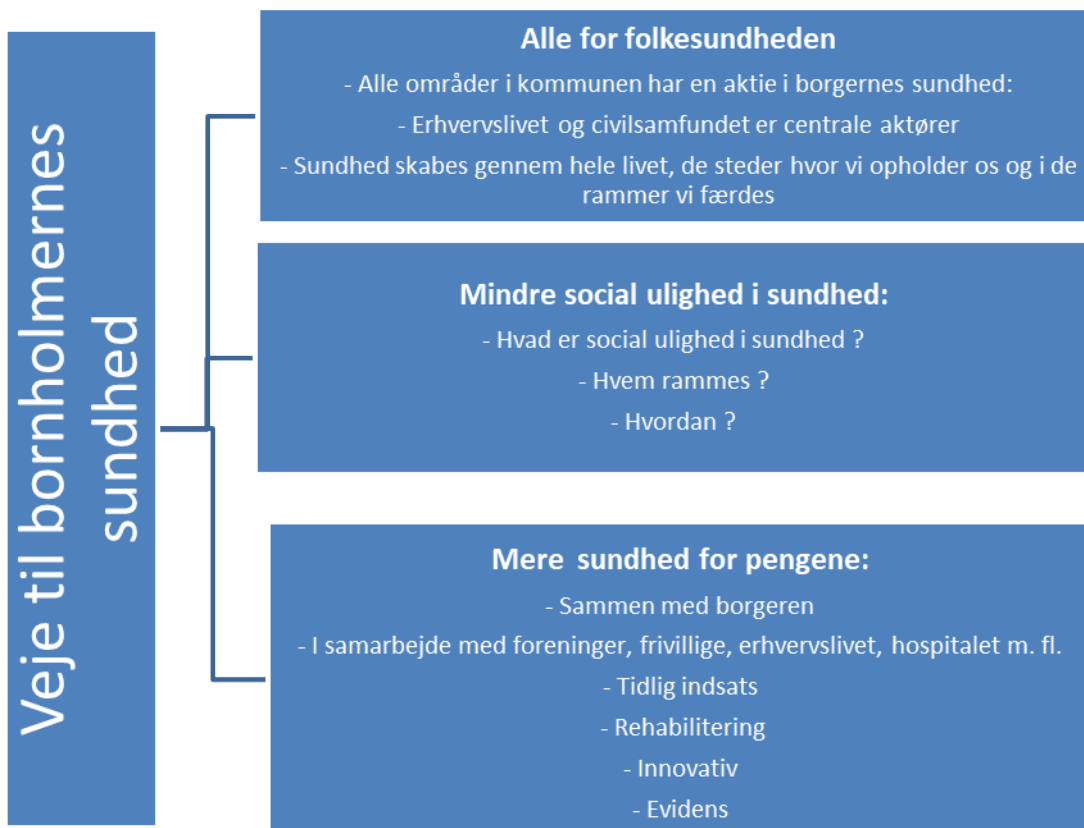 Veje til bornholmernes
sundhed
Alle for folkesundheden
- Alle områder i kommunen har en aktie i borgernes sundhed:
- Erhvervslivet og civilsamfundet er centrale aktører
- Sundhed skabes gennem hele livet, de steder hvor vi opholder os og i de
rammer vi færdes
Mindre social ulighed i sundhed:
- Hvad er social ulighed i sundhed ?
- Hvem rammes ?
- Hvordan ?
Mere sundhed for pengene:
- Sammen med borgeren
- I samarbejde med foreninger, frivillige, erhvervslivet, hospitalet m. fl.
- Tidlig indsats
- Rehabilitering
- Innovativ
- Evidens